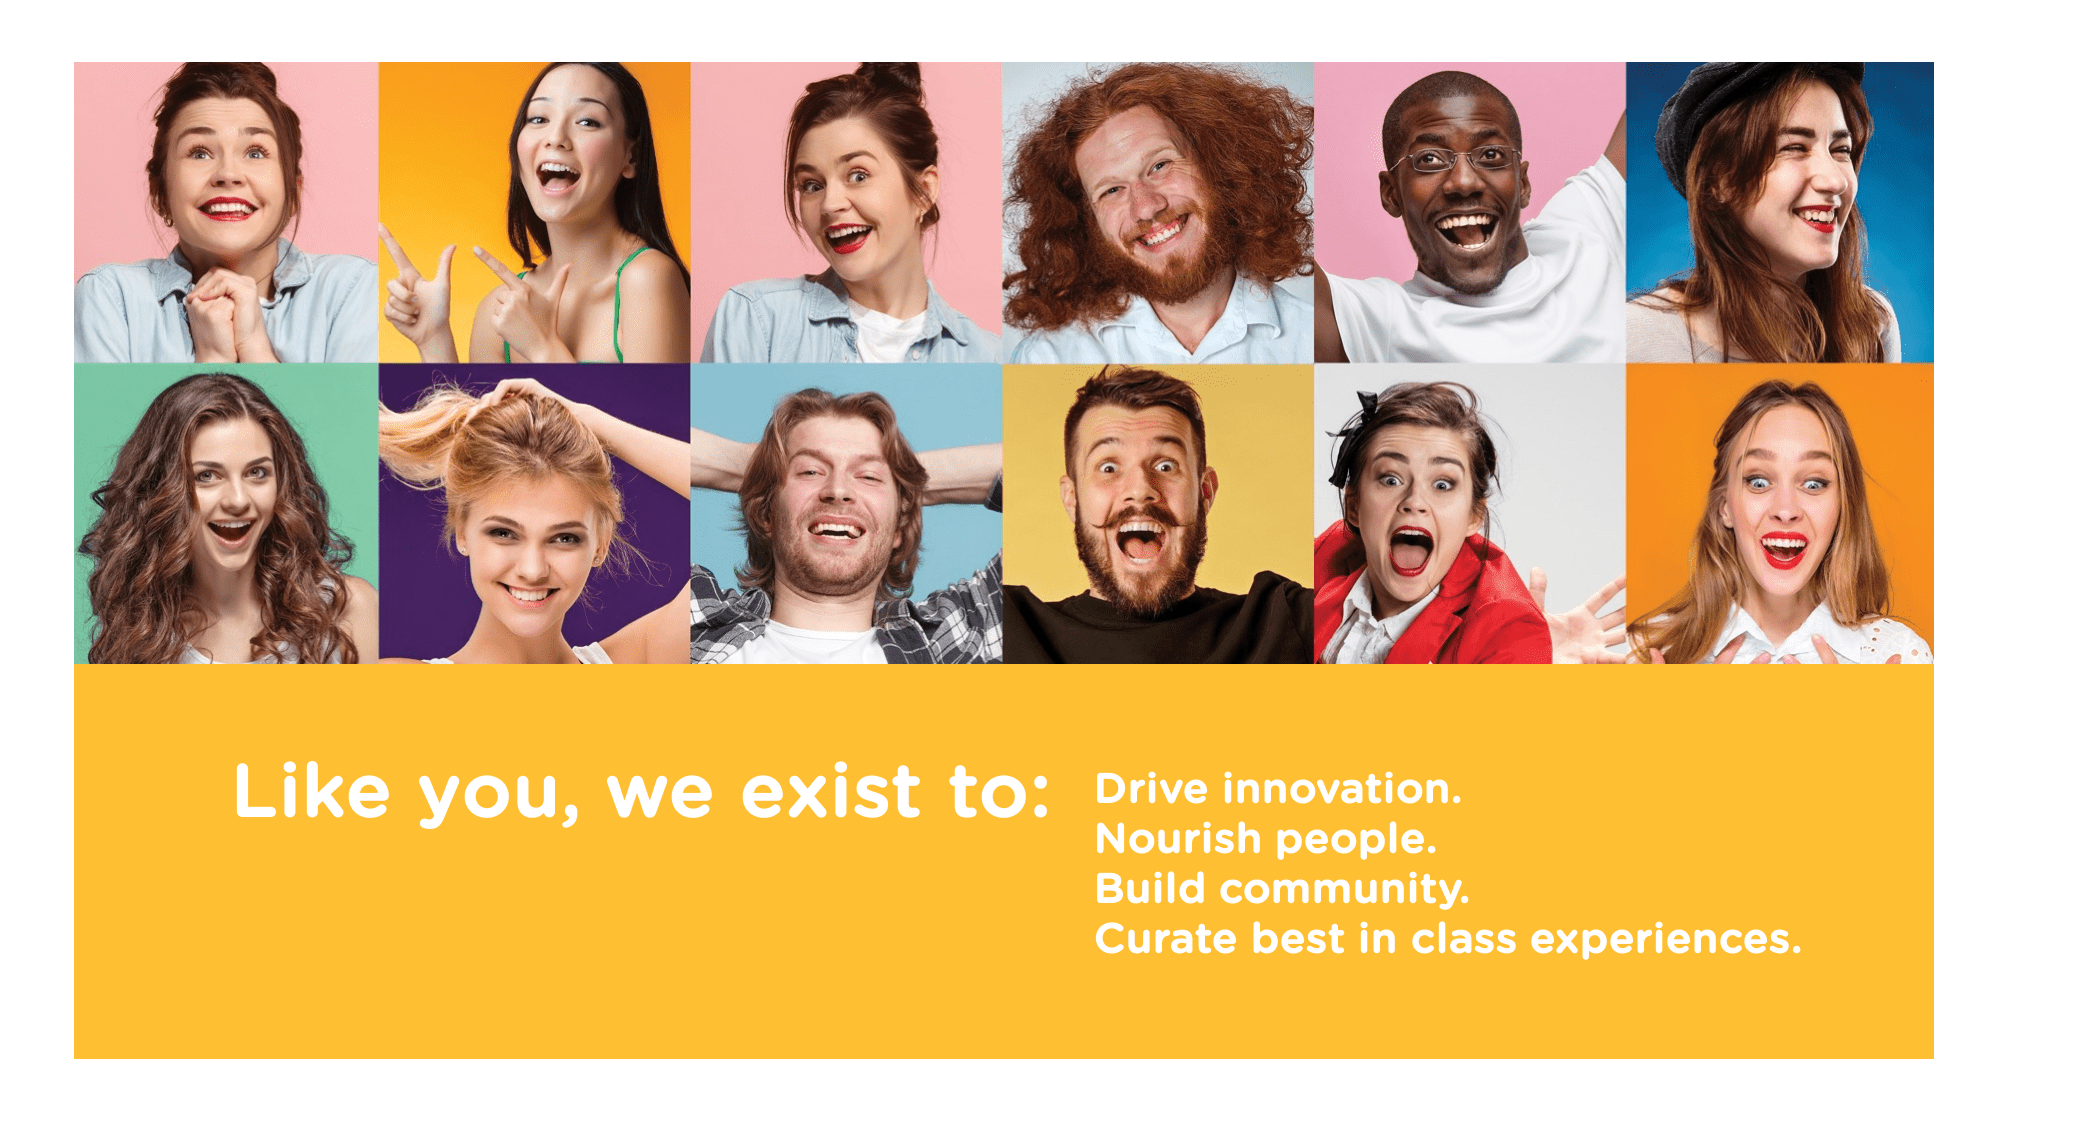 Like you, we exist to:
Drive innovation.
Nourish people.
Build community.
Curate best in class experiences.